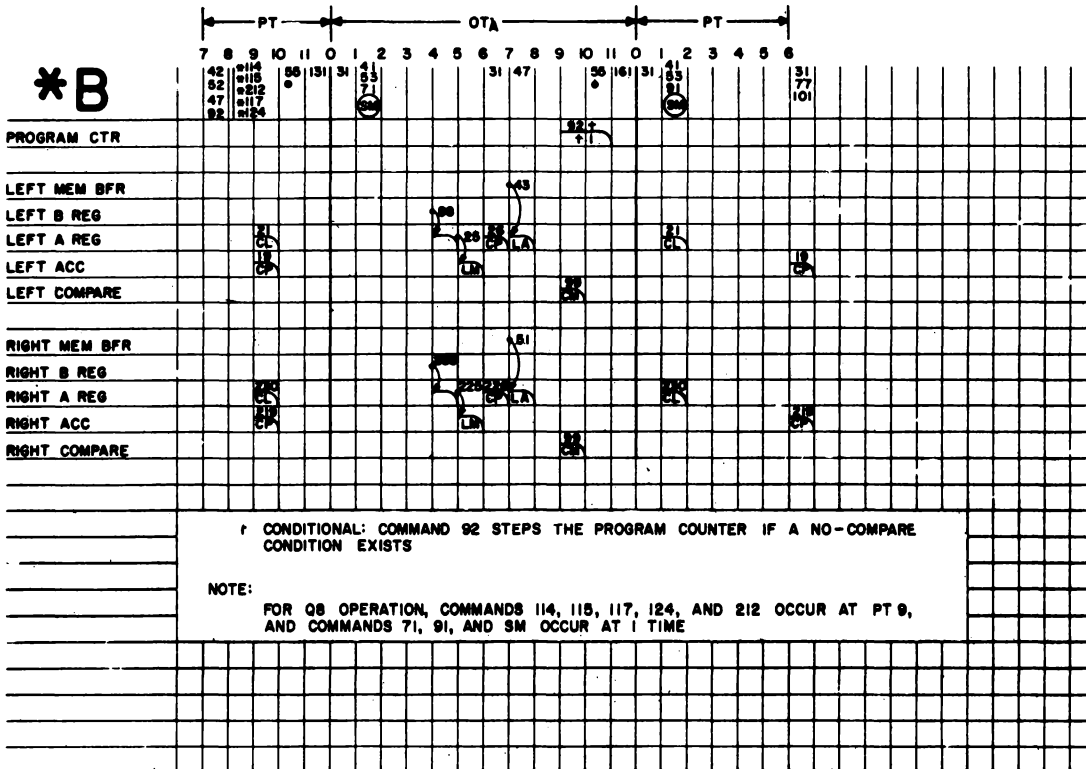 PT OTA PT
7 8 9 10 11 0 1 2 3 4 5 6 7 8 9 10 11 0 1 2 3 4 5 6
*B
42 *114 55 131 31 41 31 47 55 161 31 41 31
52 *115 53 53 77
47 *212 71 91 101
92 *117 SM SM
*124
PROGRAM CTR 92 †
† 1
LEFT MEM BFR 43
LEFT B REG
LEFT A REG 21 25 LA 21
CL CP CL
LEFT ACC 19 LM 19
CP CP
LEFT COMPARE
RIGHT MEM BFR 51
RIGHT B REG
RIGHT A REG 225 LA
CL CP CL
RIGHT ACC LM
CP CP
RIGHT COMPARE
CONDITIONAL: COMMAND 92 STEPS THE PROGRAM COUNTER IF A NO-COMPARE
CONDITION EXISTS
NOTE:
FOR QB OPERATION, COMMANDS 114, 115, 117, 124, AND 212 OCCUR AT PT 9,
AND COMMANDS 71, 91, AND SM OCCUR AT 1 TIME